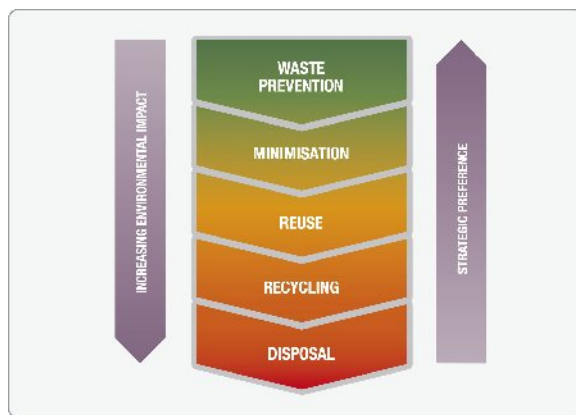 INCREASING ENVIRONMENTAL IMPACT
WASTE
PREVENTION
MINIMISATION
REUSE
RECYCLING
DISPOSAL
STRATEGIC PREFERENCE